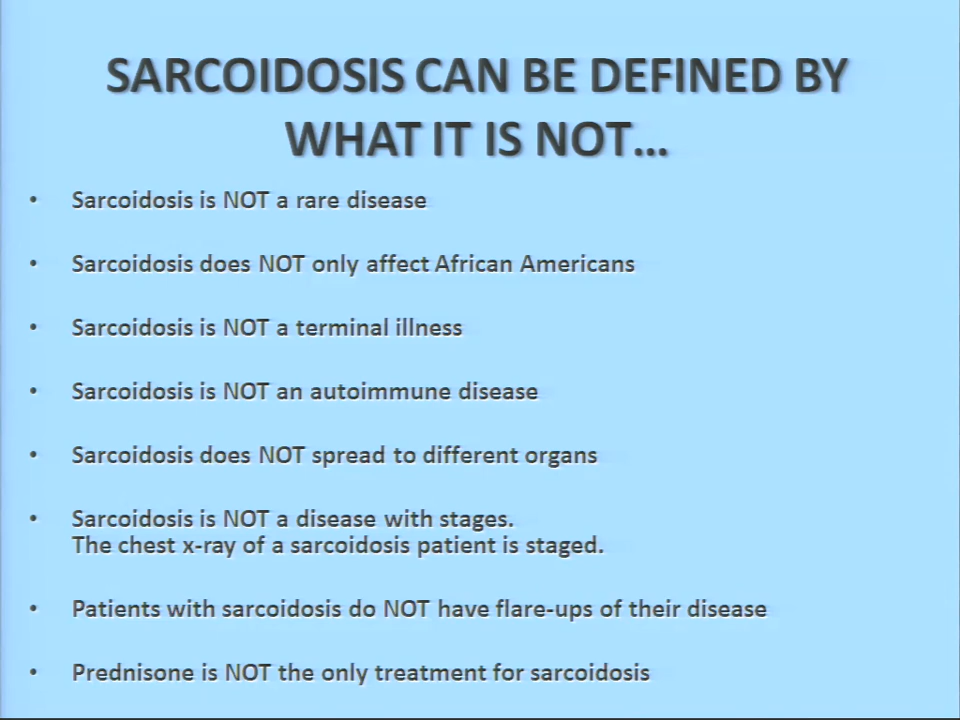 SARCOIDOSIS CAN BE DEFINED BY
WHAT IT IS NOT...
• Sarcoidosis is NOT a rare disease
• Sarcoidosis does NOT only affect African Americans
• Sarcoidosis is NOT a terminal illness
• Sarcoidosis is NOT an autoimmune disease
• Sarcoidosis does NOT spread to different organs
• Sarcoidosis is NOT a disease with stages.
The chest x-ray of a sarcoidosis patient is staged.
• Patients with sarcoidosis do NOT have flare-ups of their disease
• Prednisone is NOT the only treatment for sarcoidosis